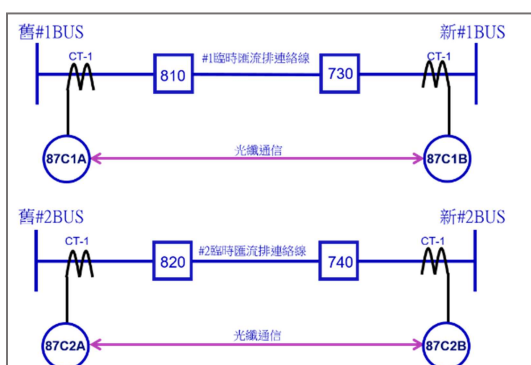 舊#1BUS 新#1BUS
CT-1 #1臨時匯流排連絡線 CT-1
810 730
87C1A 光纖通信 87C1B
舊#2BUS 新#2BUS
CT-1 #2臨時匯流排連絡線 CT-1
820 740
87C2A 光纖通信 87C2B